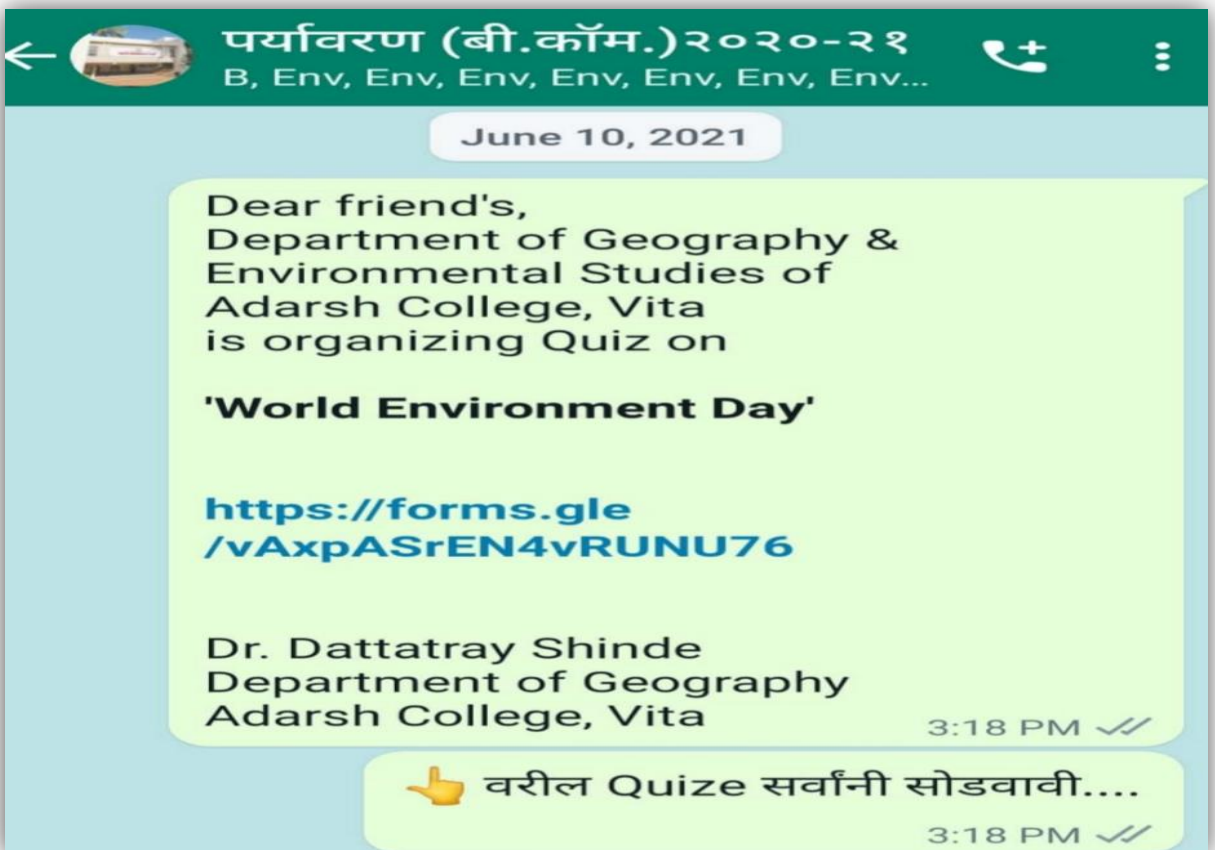 पर्यावरण (बी.कॉम.)२०२०-२१
B, Env, Env, Env, Env, Env, Env, Env...
June 10, 2021
Dear friend's,
Department of Geography &
Environmental Studies of
Adarsh College, Vita
is organizing Quiz on
'World Environment Day'
https://forms.gle
/vAxpASrEN4vRUNU76
Dr. Dattatray Shinde
Department of Geography
Adarsh College, Vita
3:18 PM
👆 वरील Quize सर्वांनी सोडवावी....
3:18 PM